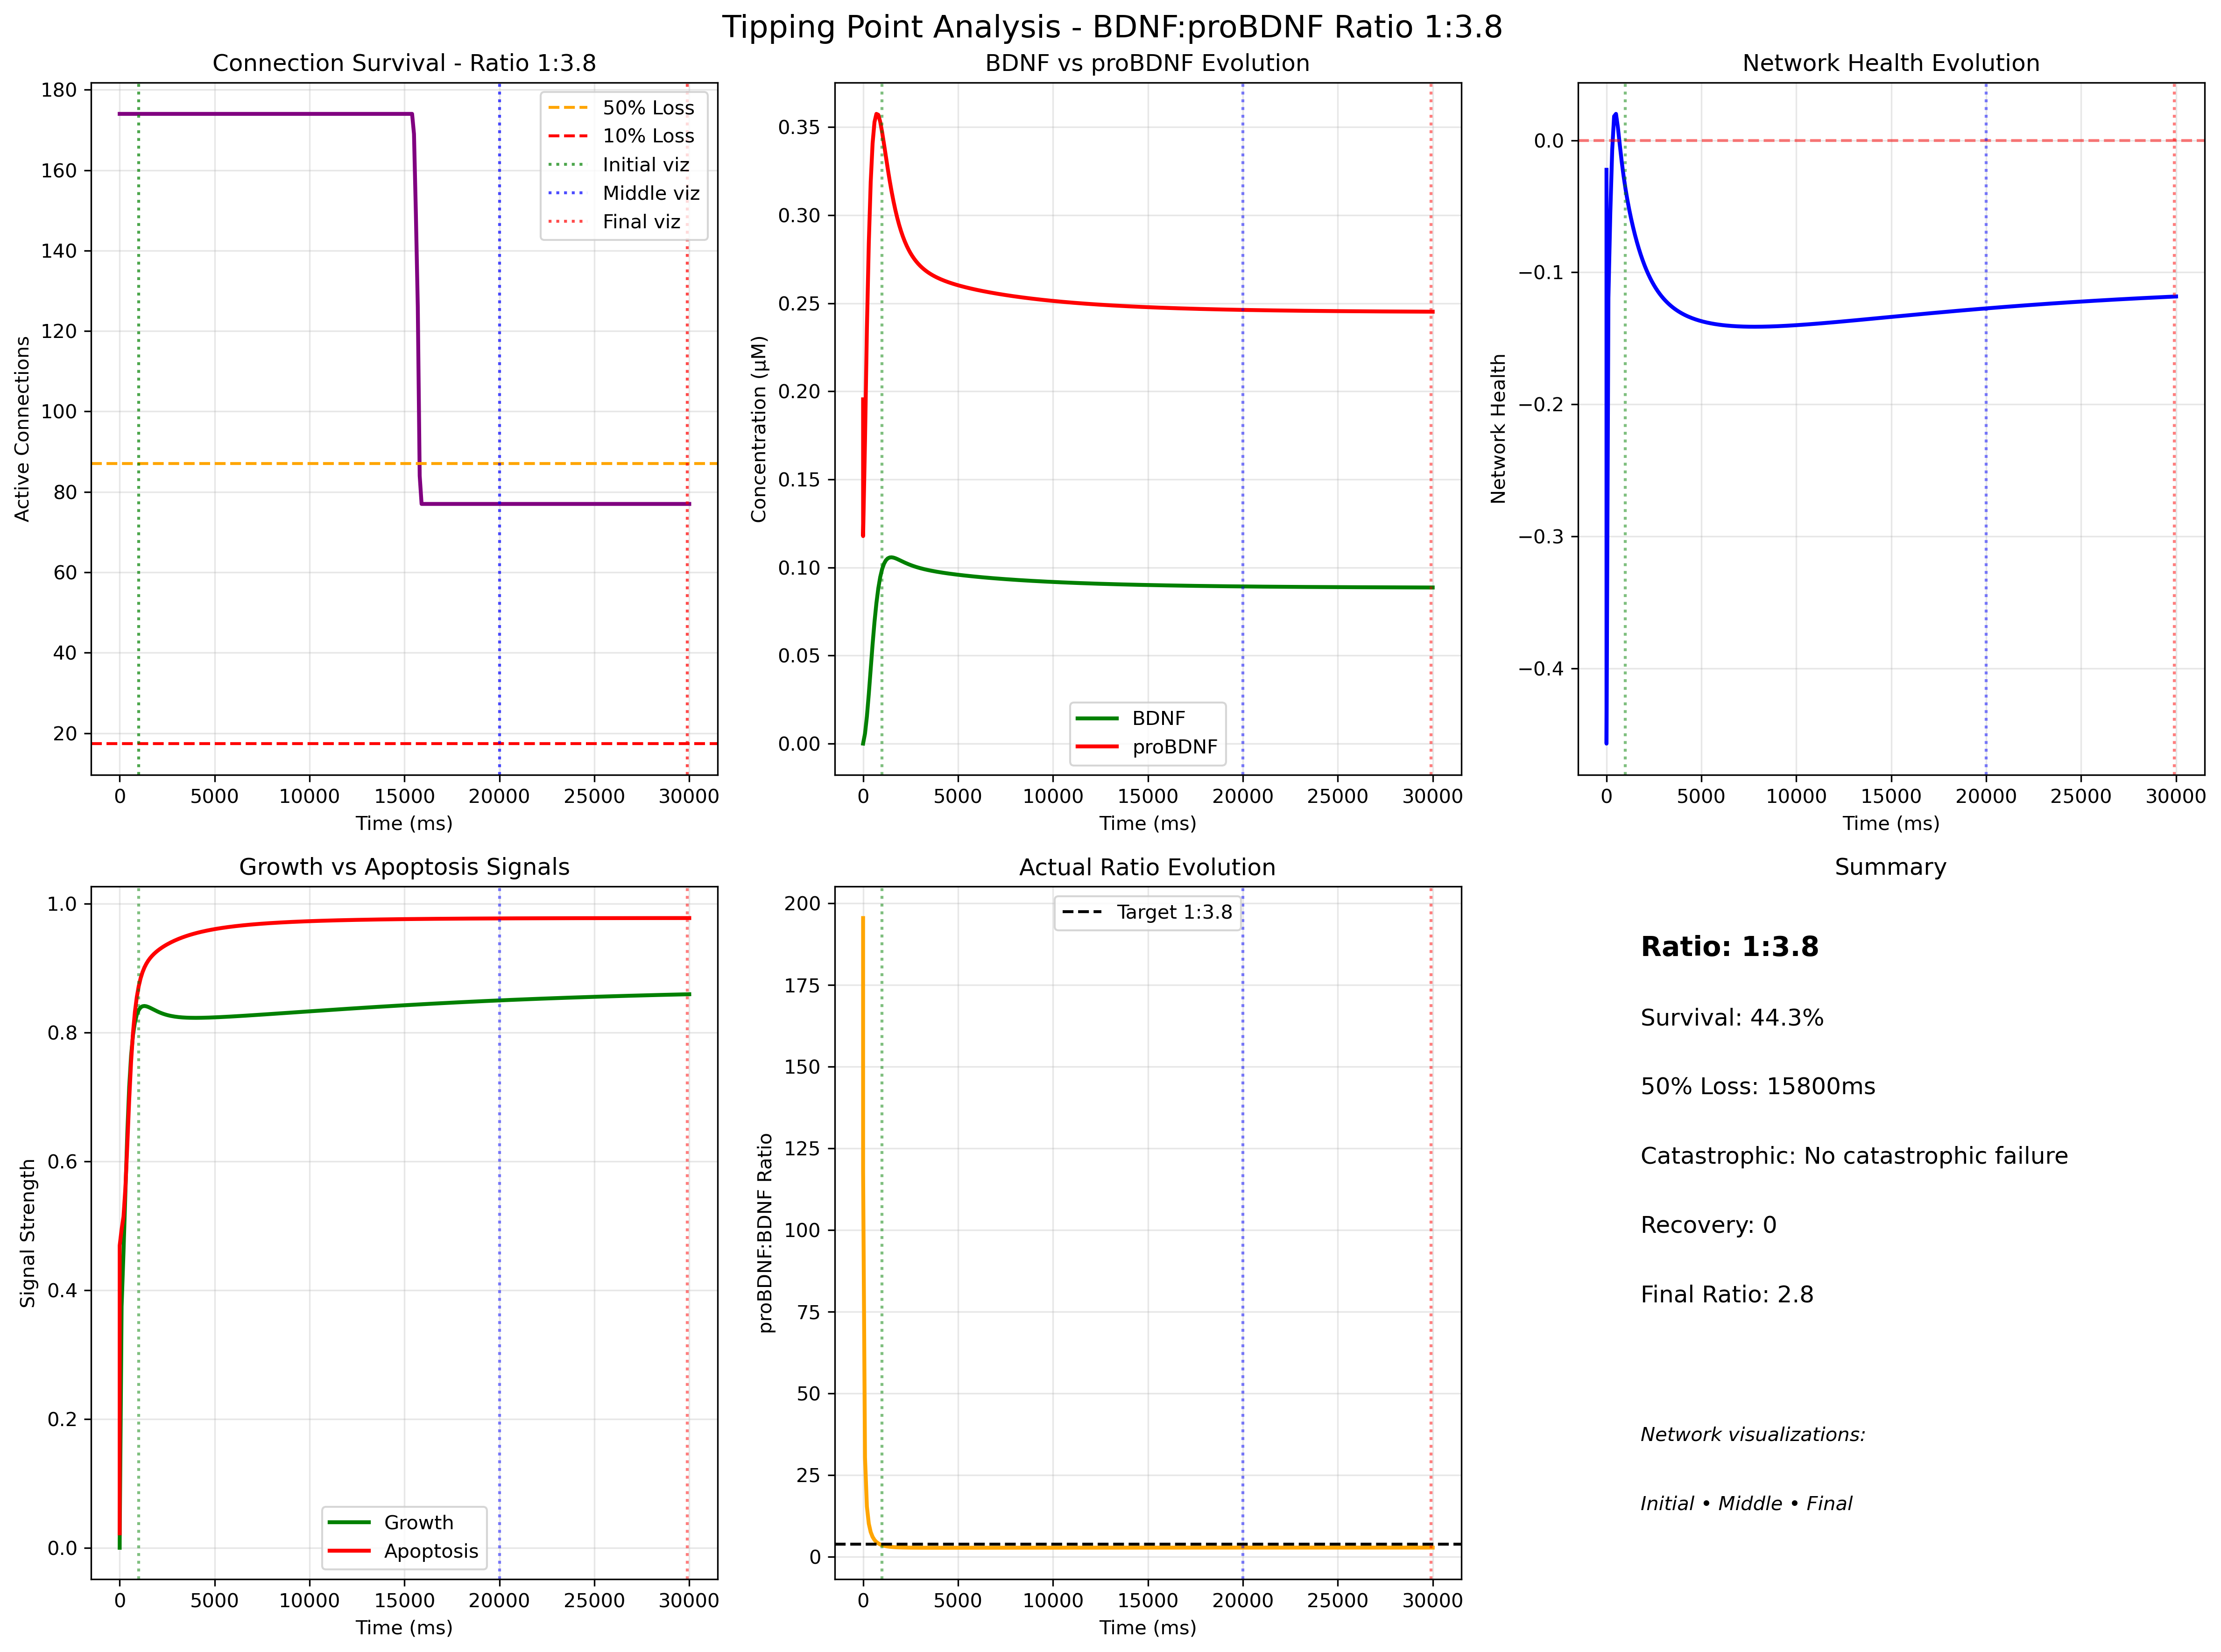 Tipping Point Analysis - BDNF:proBDNF Ratio 1:3.8
Connection Survival - Ratio 1:3.8
180
160
140
120
100
80
60
40
20
Active Connections
50% Loss
10% Loss
Initial viz
Middle viz
Final viz
0 5000 10000 15000 20000 25000 30000
Time (ms)
BDNF vs proBDNF Evolution
0.35
0.30
0.25
0.20
0.15
0.10
0.05
0.00
Concentration (μM)
BDNF
proBDNF
0 5000 10000 15000 20000 25000 30000
Time (ms)
Network Health Evolution
0.0
−0.1
−0.2
−0.3
−0.4
Network Health
0 5000 10000 15000 20000 25000 30000
Time (ms)
Growth vs Apoptosis Signals
1.0
0.8
0.6
0.4
0.2
0.0
Signal Strength
Growth
Apoptosis
0 5000 10000 15000 20000 25000 30000
Time (ms)
Actual Ratio Evolution
200
175
150
125
100
75
50
25
0
proBDNF:BDNF Ratio
Target 1:3.8
0 5000 10000 15000 20000 25000 30000
Time (ms)
Summary
Ratio: 1:3.8
Survival: 44.3%
50% Loss: 15800ms
Catastrophic: No catastrophic failure
Recovery: 0
Final Ratio: 2.8
Network visualizations:
Initial • Middle • Final